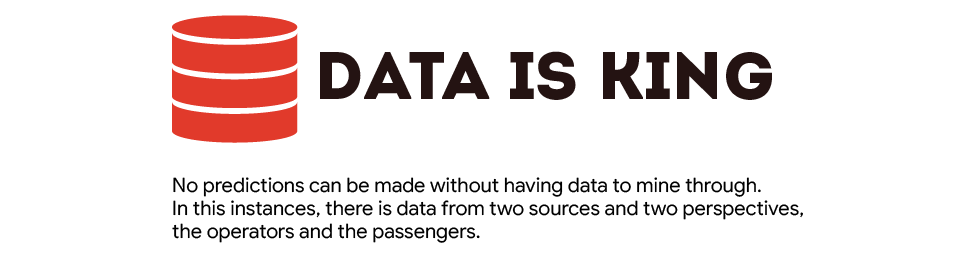 DATA IS KING
No predictions can be made without having data to mine through.
In this instances, there is data from two sources and two perspectives,
the operators and the passengers.